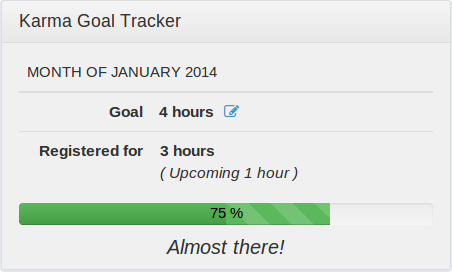 Karma Goal Tracker
MONTH OF JANUARY 2014
Goal 4 hours
Registered for 3 hours
( Upcoming 1 hour )
75 %
Almost there!